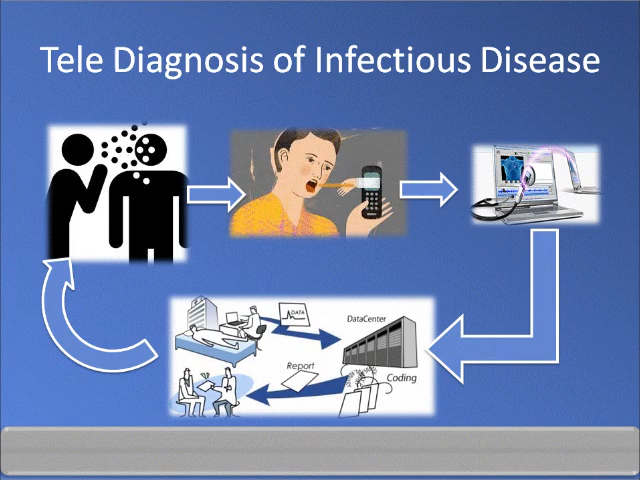 Tele Diagnosis of Infectious Disease
DATA
DataCenter
Report
Coding